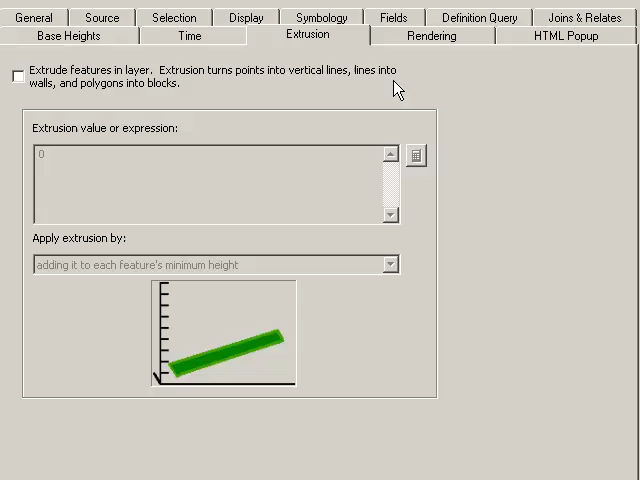 General Source Selection Display Symbology Fields Definition Query Joins & Relates
Base Heights Time Extrusion Rendering HTML Popup
Extrude features in layer. Extrusion turns points into vertical lines, lines into
walls, and polygons into blocks.
Extrusion value or expression:
0
Apply extrusion by:
adding it to each feature's minimum height